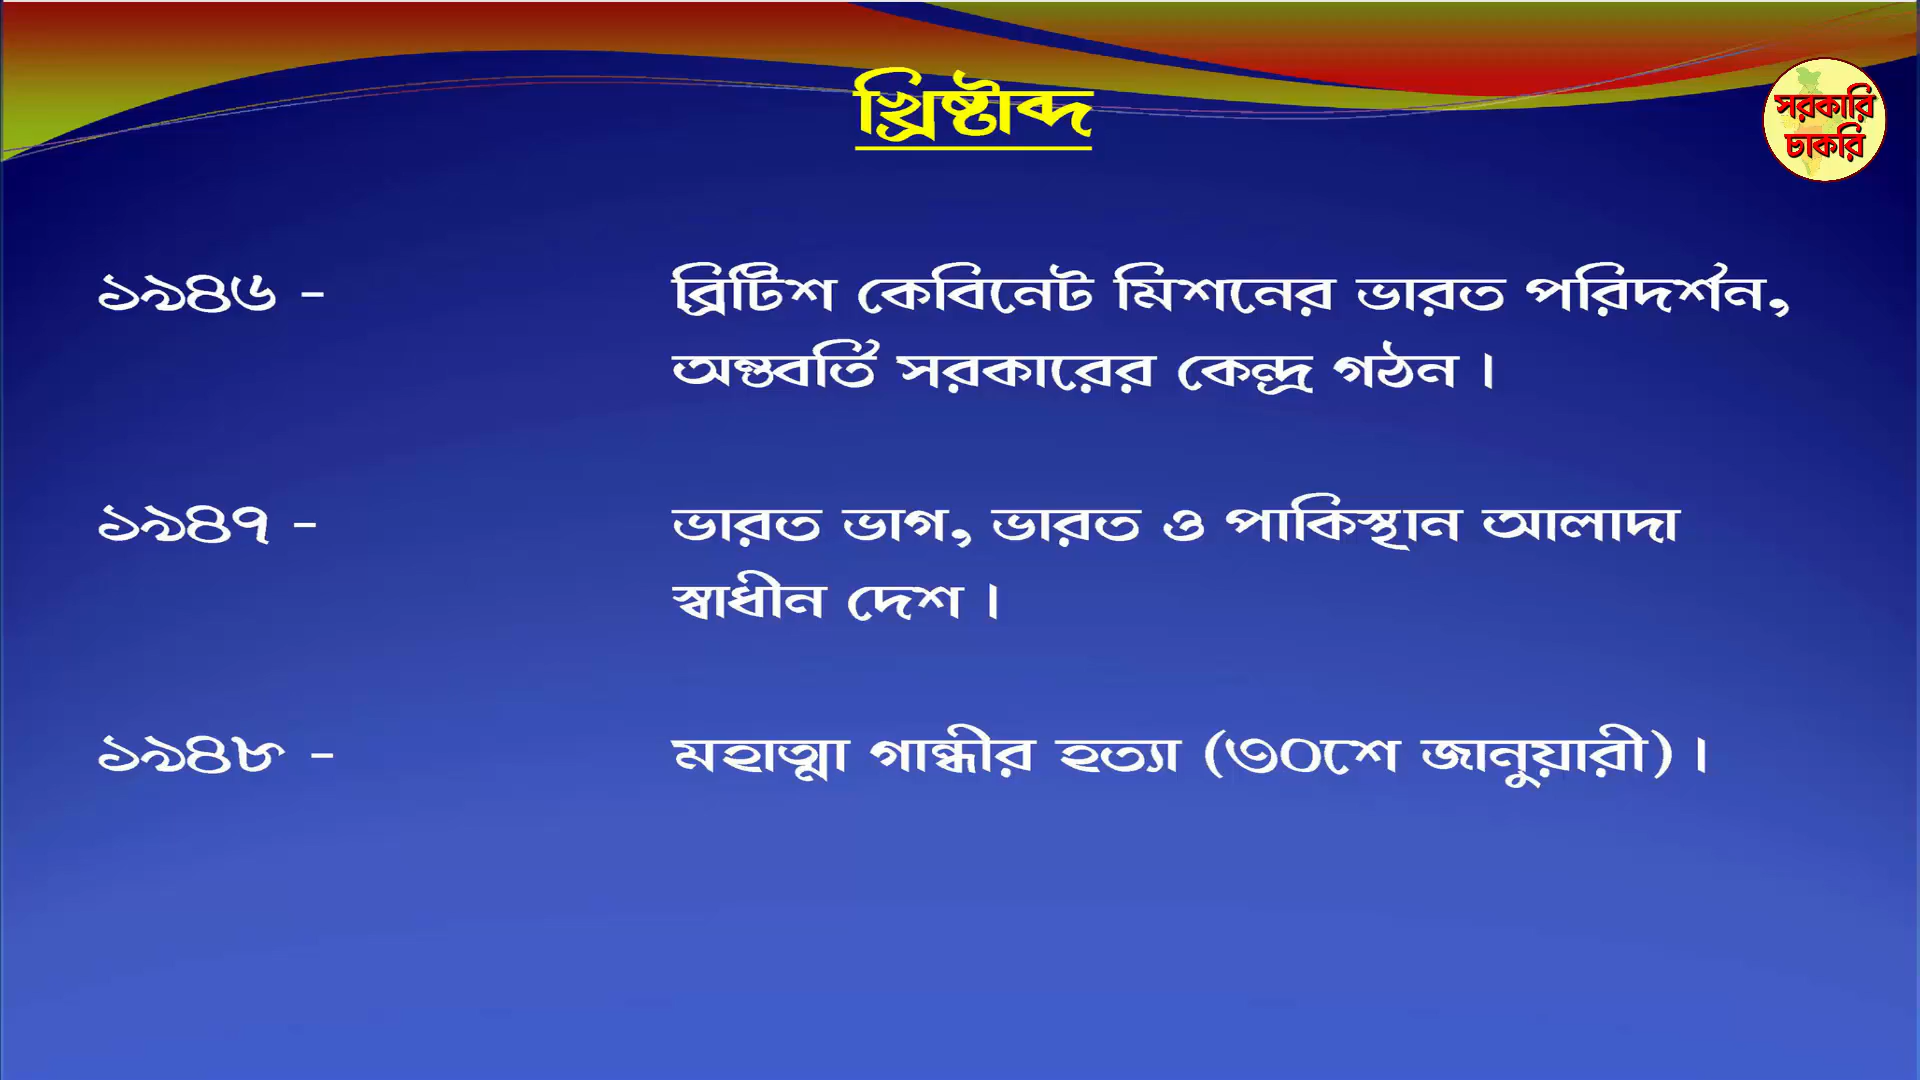 খ্রিষ্টাব্দ
সরকারি
চাকরি
১৯৪৬ - ব্রিটিশ কেবিনেট মিশনের ভারত পরিদর্শন,
অন্তবর্তি সরকারের কেন্দ্র গঠন।
১৯৪৭ - ভারত ভাগ, ভারত ও পাকিস্থান আলাদা
স্বাধীন দেশ।
১৯৪৮ - মহাত্মা গান্ধীর হত্যা (৩০শে জানুয়ারী)।